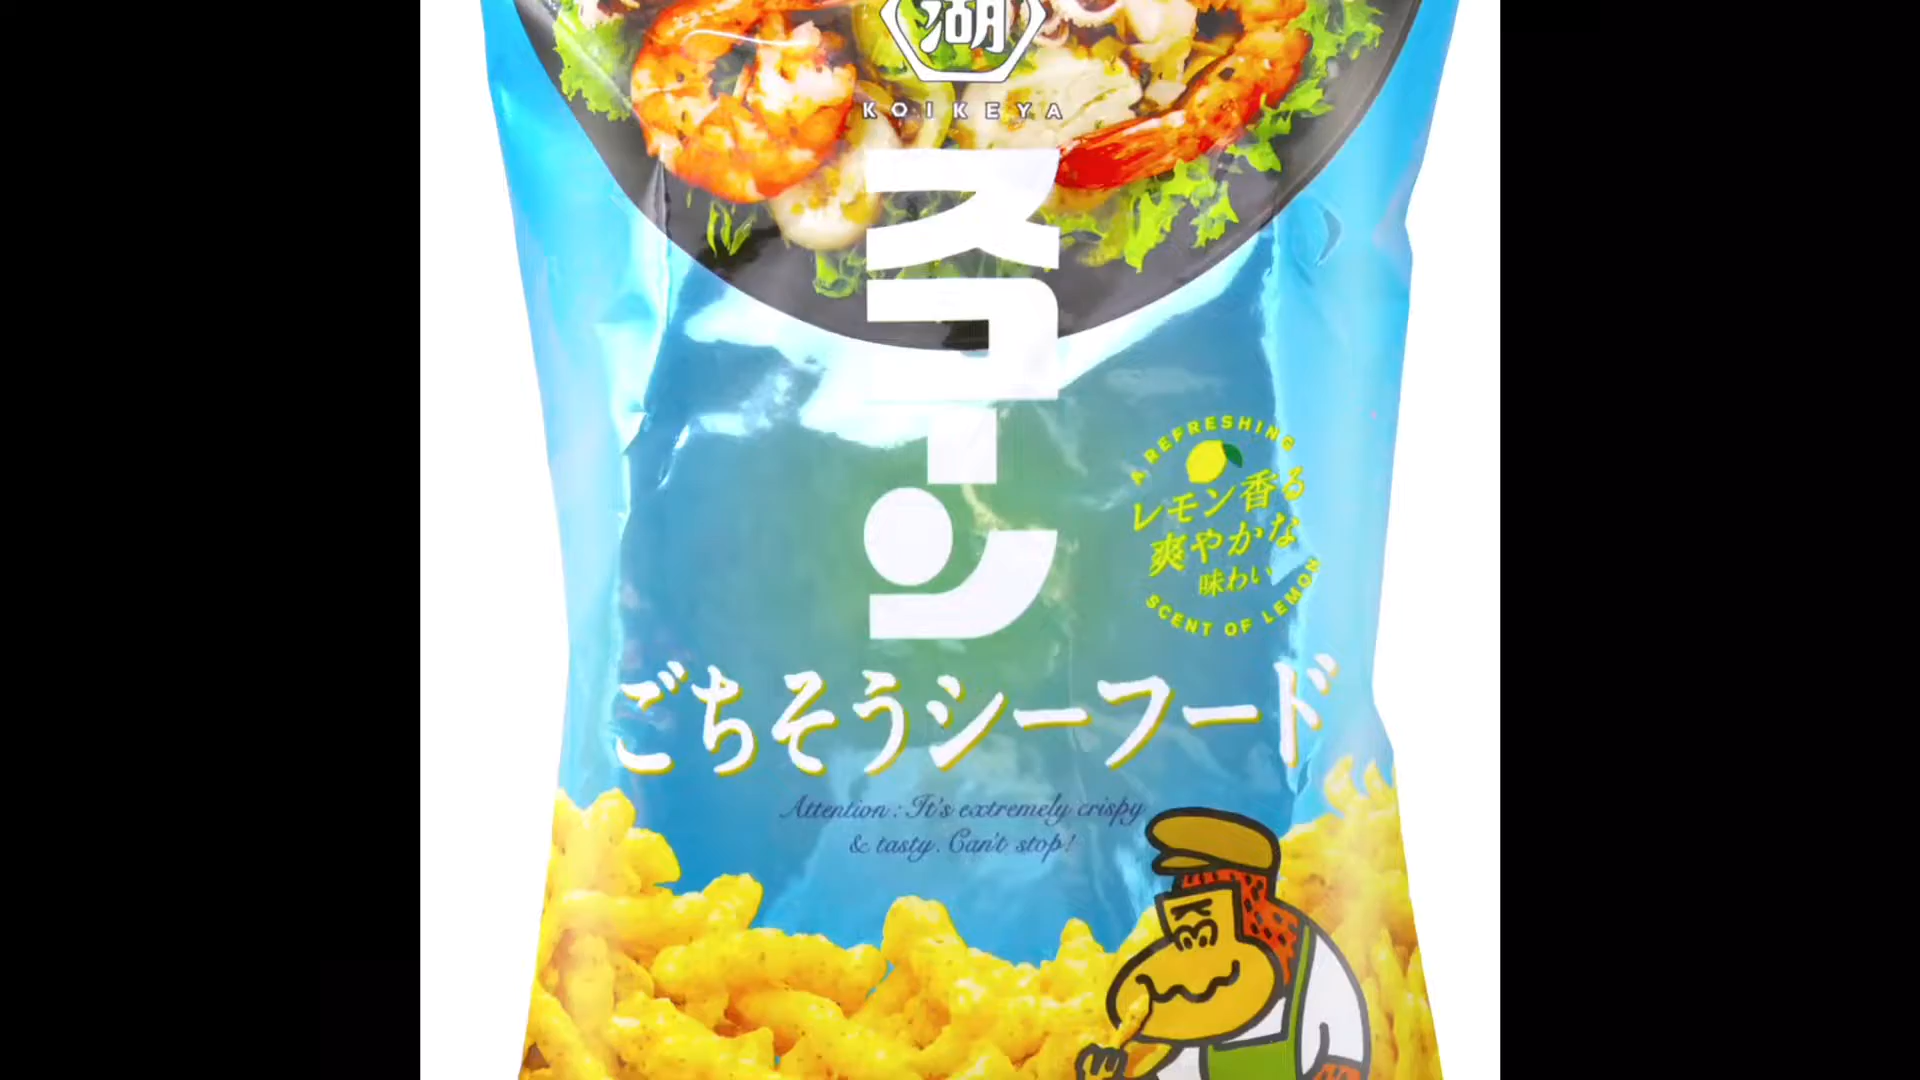 湖
KOIKEYA
スコーン
A REFRESHING
レモン香る
爽やかな
味わい
SCENT OF LEMON
ごちそうシーフード
Attention : It's extremely crispy
& tasty. Can't stop!